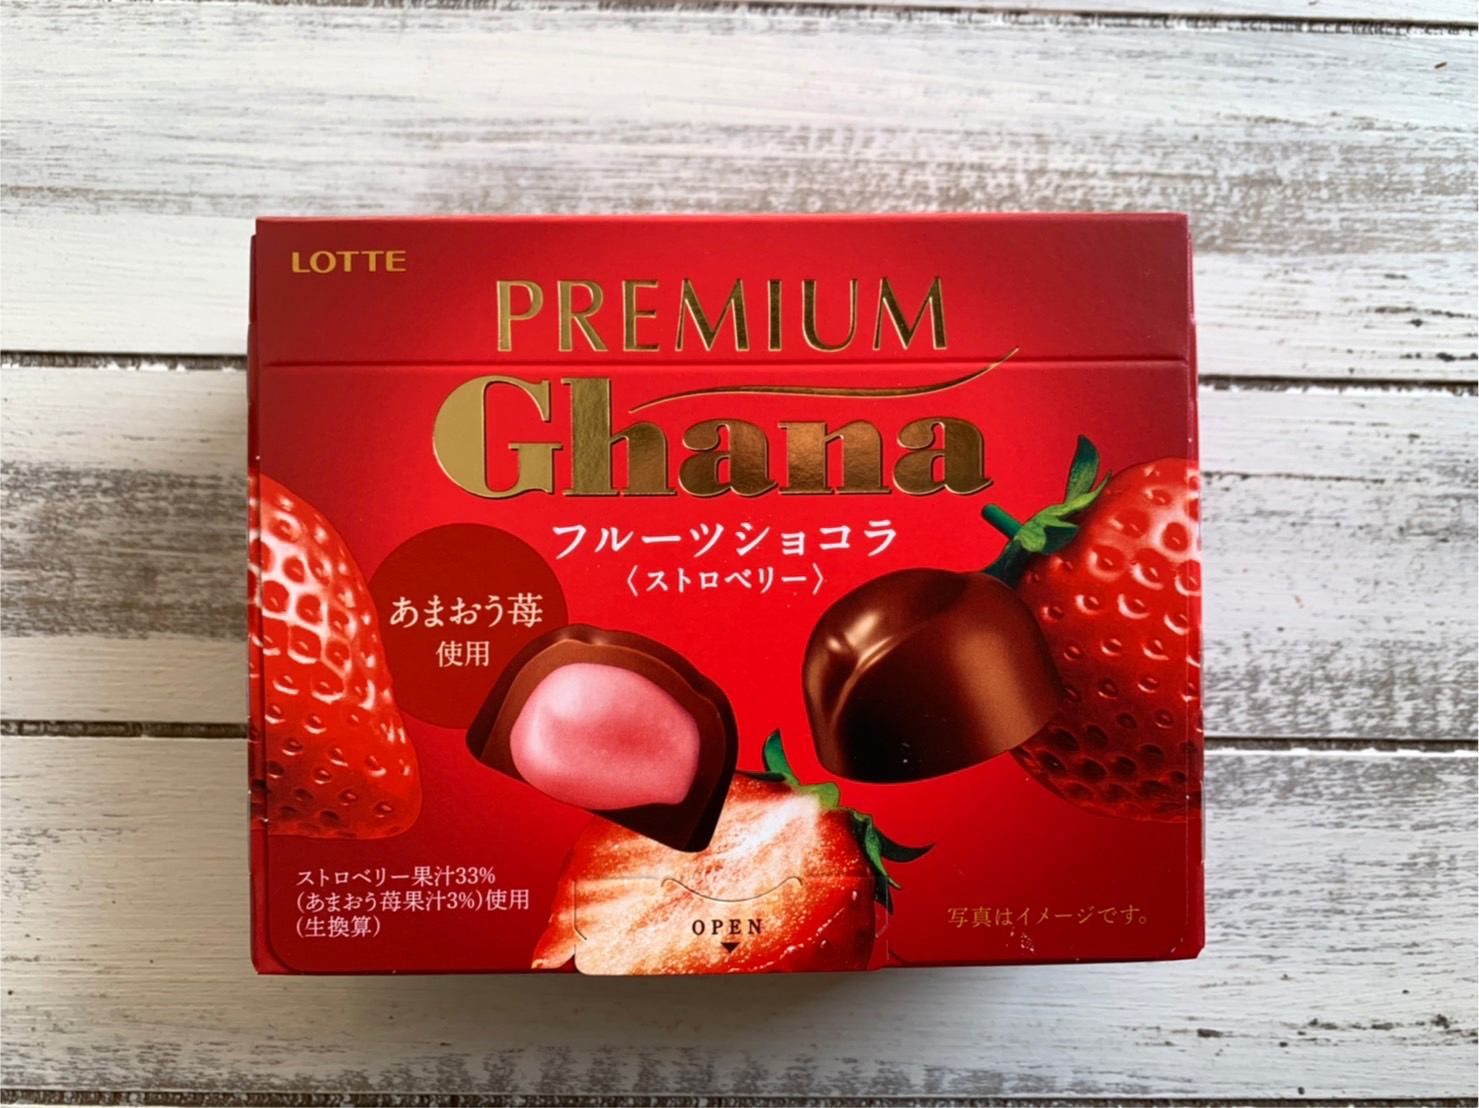 LOTTE
PREMIUM
Ghana
フルーツショコラ
〈ストロベリー〉
あまおう苺
使用
ストロベリー果汁33%
(あまおう苺果汁3%)使用
(生換算)
OPEN
写真はイメージです。